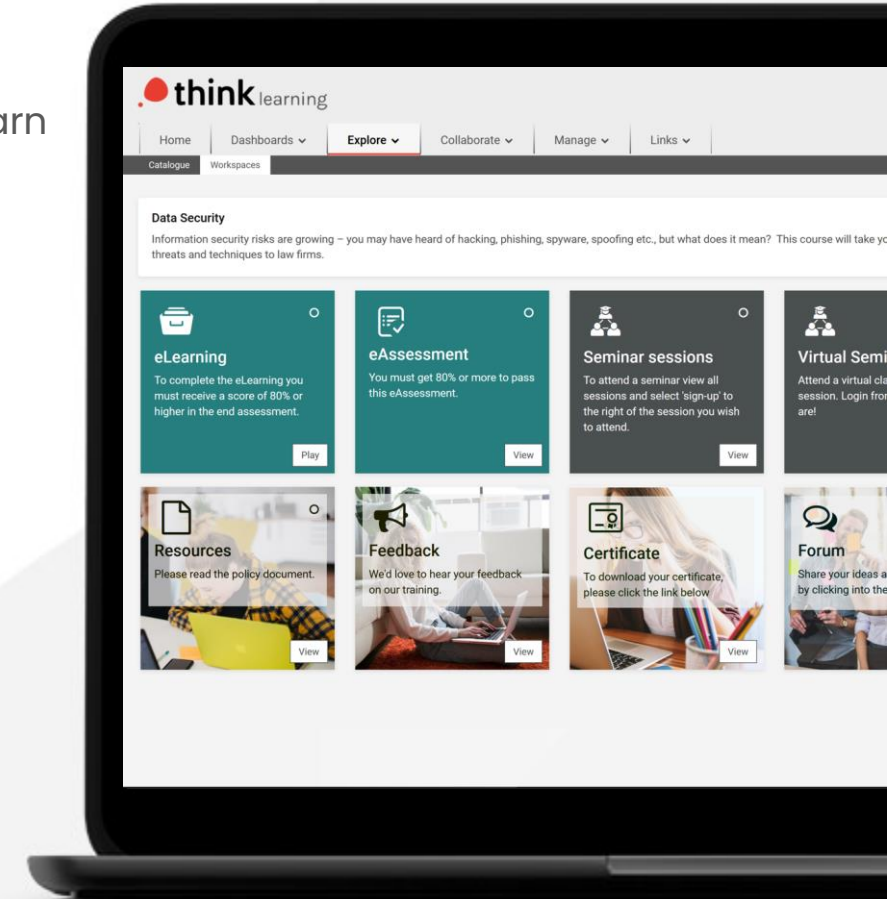 arn
think learning
Home Dashboards Explore Collaborate Manage Links
Catalogue Workspaces
Data Security
Information security risks are growing – you may have heard of hacking, phishing, spyware, spoofing etc., but what does it mean? This course will take yo
threats and techniques to law firms.
eLearning
To complete the eLearning you
must receive a score of 80% or
higher in the end assessment.
Play
eAssessment
You must get 80% or more to pass
this eAssessment.
View
Seminar sessions
To attend a seminar view all
sessions and select 'sign-up' to
the right of the session you wish
to attend.
View
Virtual Semi
Attend a virtual cla
session. Login fron
are!
Resources
Please read the policy document.
View
Feedback
We'd love to hear your feedback
on our training.
View
Certificate
To download your certificate,
please click the link below
View
Forum
Share your ideas a
by clicking into the